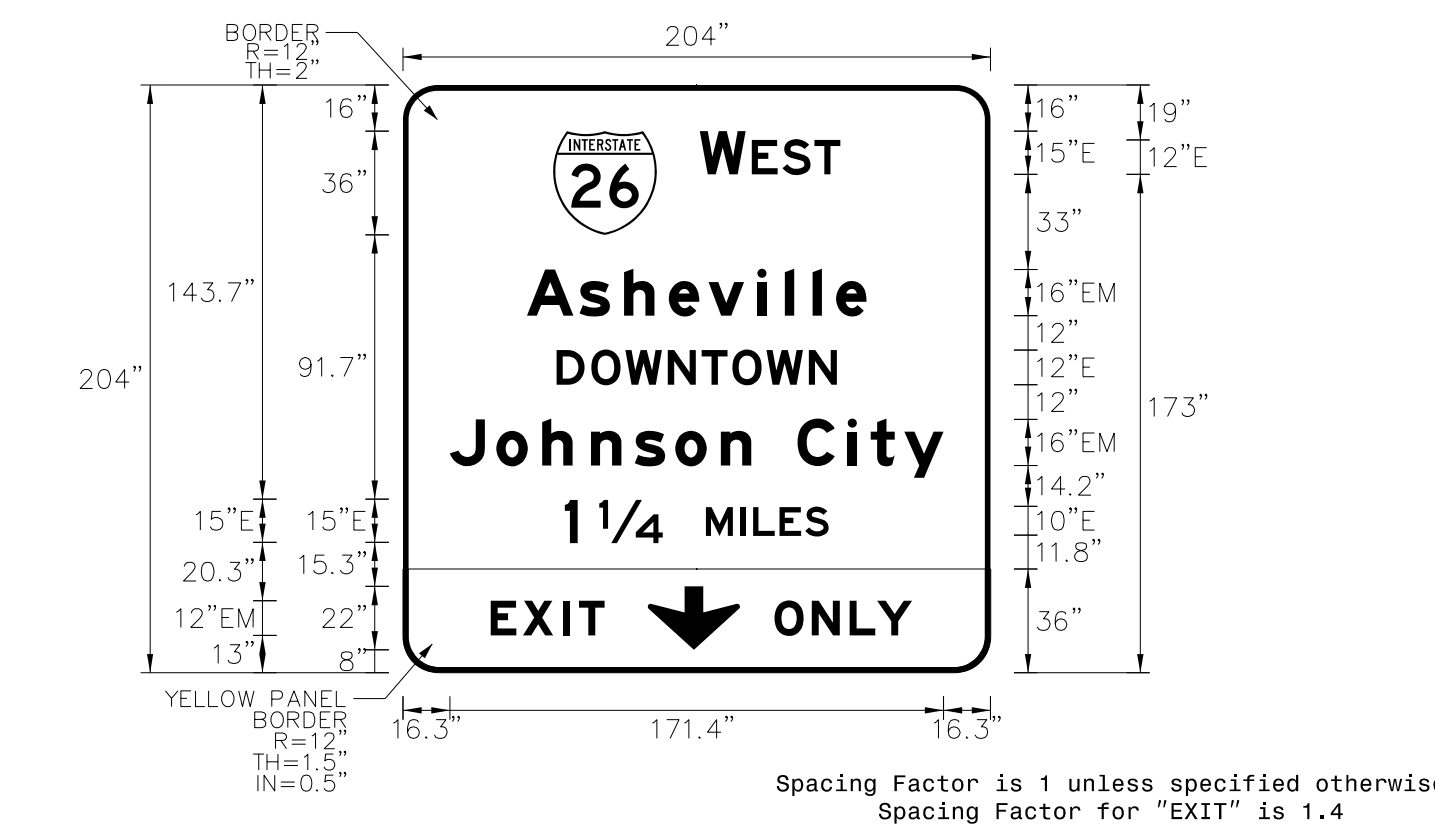 BORDER
R=12"
TH=2"
204"
16"
16"
19"
INTERSTATE
26
WEST
15"E
12"E
36"
33"
143.7"
Asheville
16"EM
12"
91.7"
DOWNTOWN
12"E
204"
12"
173"
Johnson City
16"EM
14.2"
15"E
15"E
1 1/4 MILES
10"E
20.3"
15.3"
11.8"
12"EM
22"
EXIT ONLY
36"
13"
8"
YELLOW PANEL
BORDER
R=12"
TH=1.5"
IN=0.5"
16.3"
171.4"
16.3"
Spacing Factor is 1 unless specified otherwise
Spacing Factor for "EXIT" is 1.4